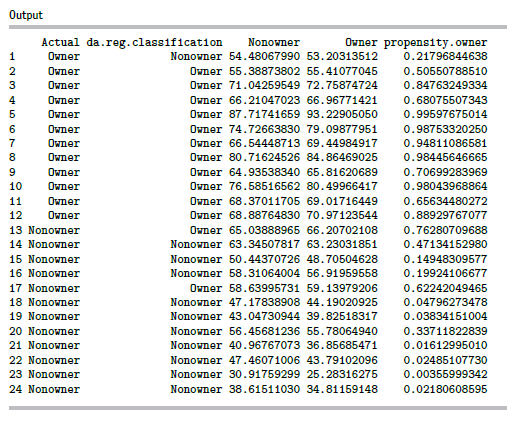 Output
Actual da.reg.classification Nonowner Owner propensity.owner
1 Owner Nonowner 54.48067990 53.20313512 0.21796844638
2 Owner Owner 55.38873802 55.41077045 0.50550788510
3 Owner Owner 71.04259549 72.75874724 0.84763249334
4 Owner Owner 66.21047023 66.96771421 0.68075507343
5 Owner Owner 87.71741659 93.22905050 0.99597675014
6 Owner Owner 74.72663830 79.09877951 0.98753320250
7 Owner Owner 66.54448713 69.44984917 0.94811086581
8 Owner Owner 80.71624526 84.86469025 0.98445646665
9 Owner Owner 64.93538340 65.81620689 0.70699283969
10 Owner Owner 76.58516562 80.49966417 0.98043968864
11 Owner Owner 68.37011705 69.01716449 0.65634480272
12 Owner Owner 68.88764830 70.97123544 0.88929767077
13 Nonowner Owner 65.03888965 66.20702108 0.76280709688
14 Nonowner Nonowner 63.34507817 63.23031851 0.47134152980
15 Nonowner Nonowner 50.44370726 48.70504628 0.14948309577
16 Nonowner Nonowner 58.31064004 56.91959558 0.19924106677
17 Nonowner Owner 58.63995731 59.13979206 0.62242049465
18 Nonowner Nonowner 47.17838908 44.19020925 0.04796273478
19 Nonowner Nonowner 43.04730944 39.82518317 0.03834151004
20 Nonowner Nonowner 56.45681236 55.78064940 0.33711822839
21 Nonowner Nonowner 40.96767073 36.85685471 0.01612995010
22 Nonowner Nonowner 47.46071006 43.79102096 0.02485107730
23 Nonowner Nonowner 30.91759299 25.28316275 0.00355999342
24 Nonowner Nonowner 38.61511030 34.81159148 0.02180608595